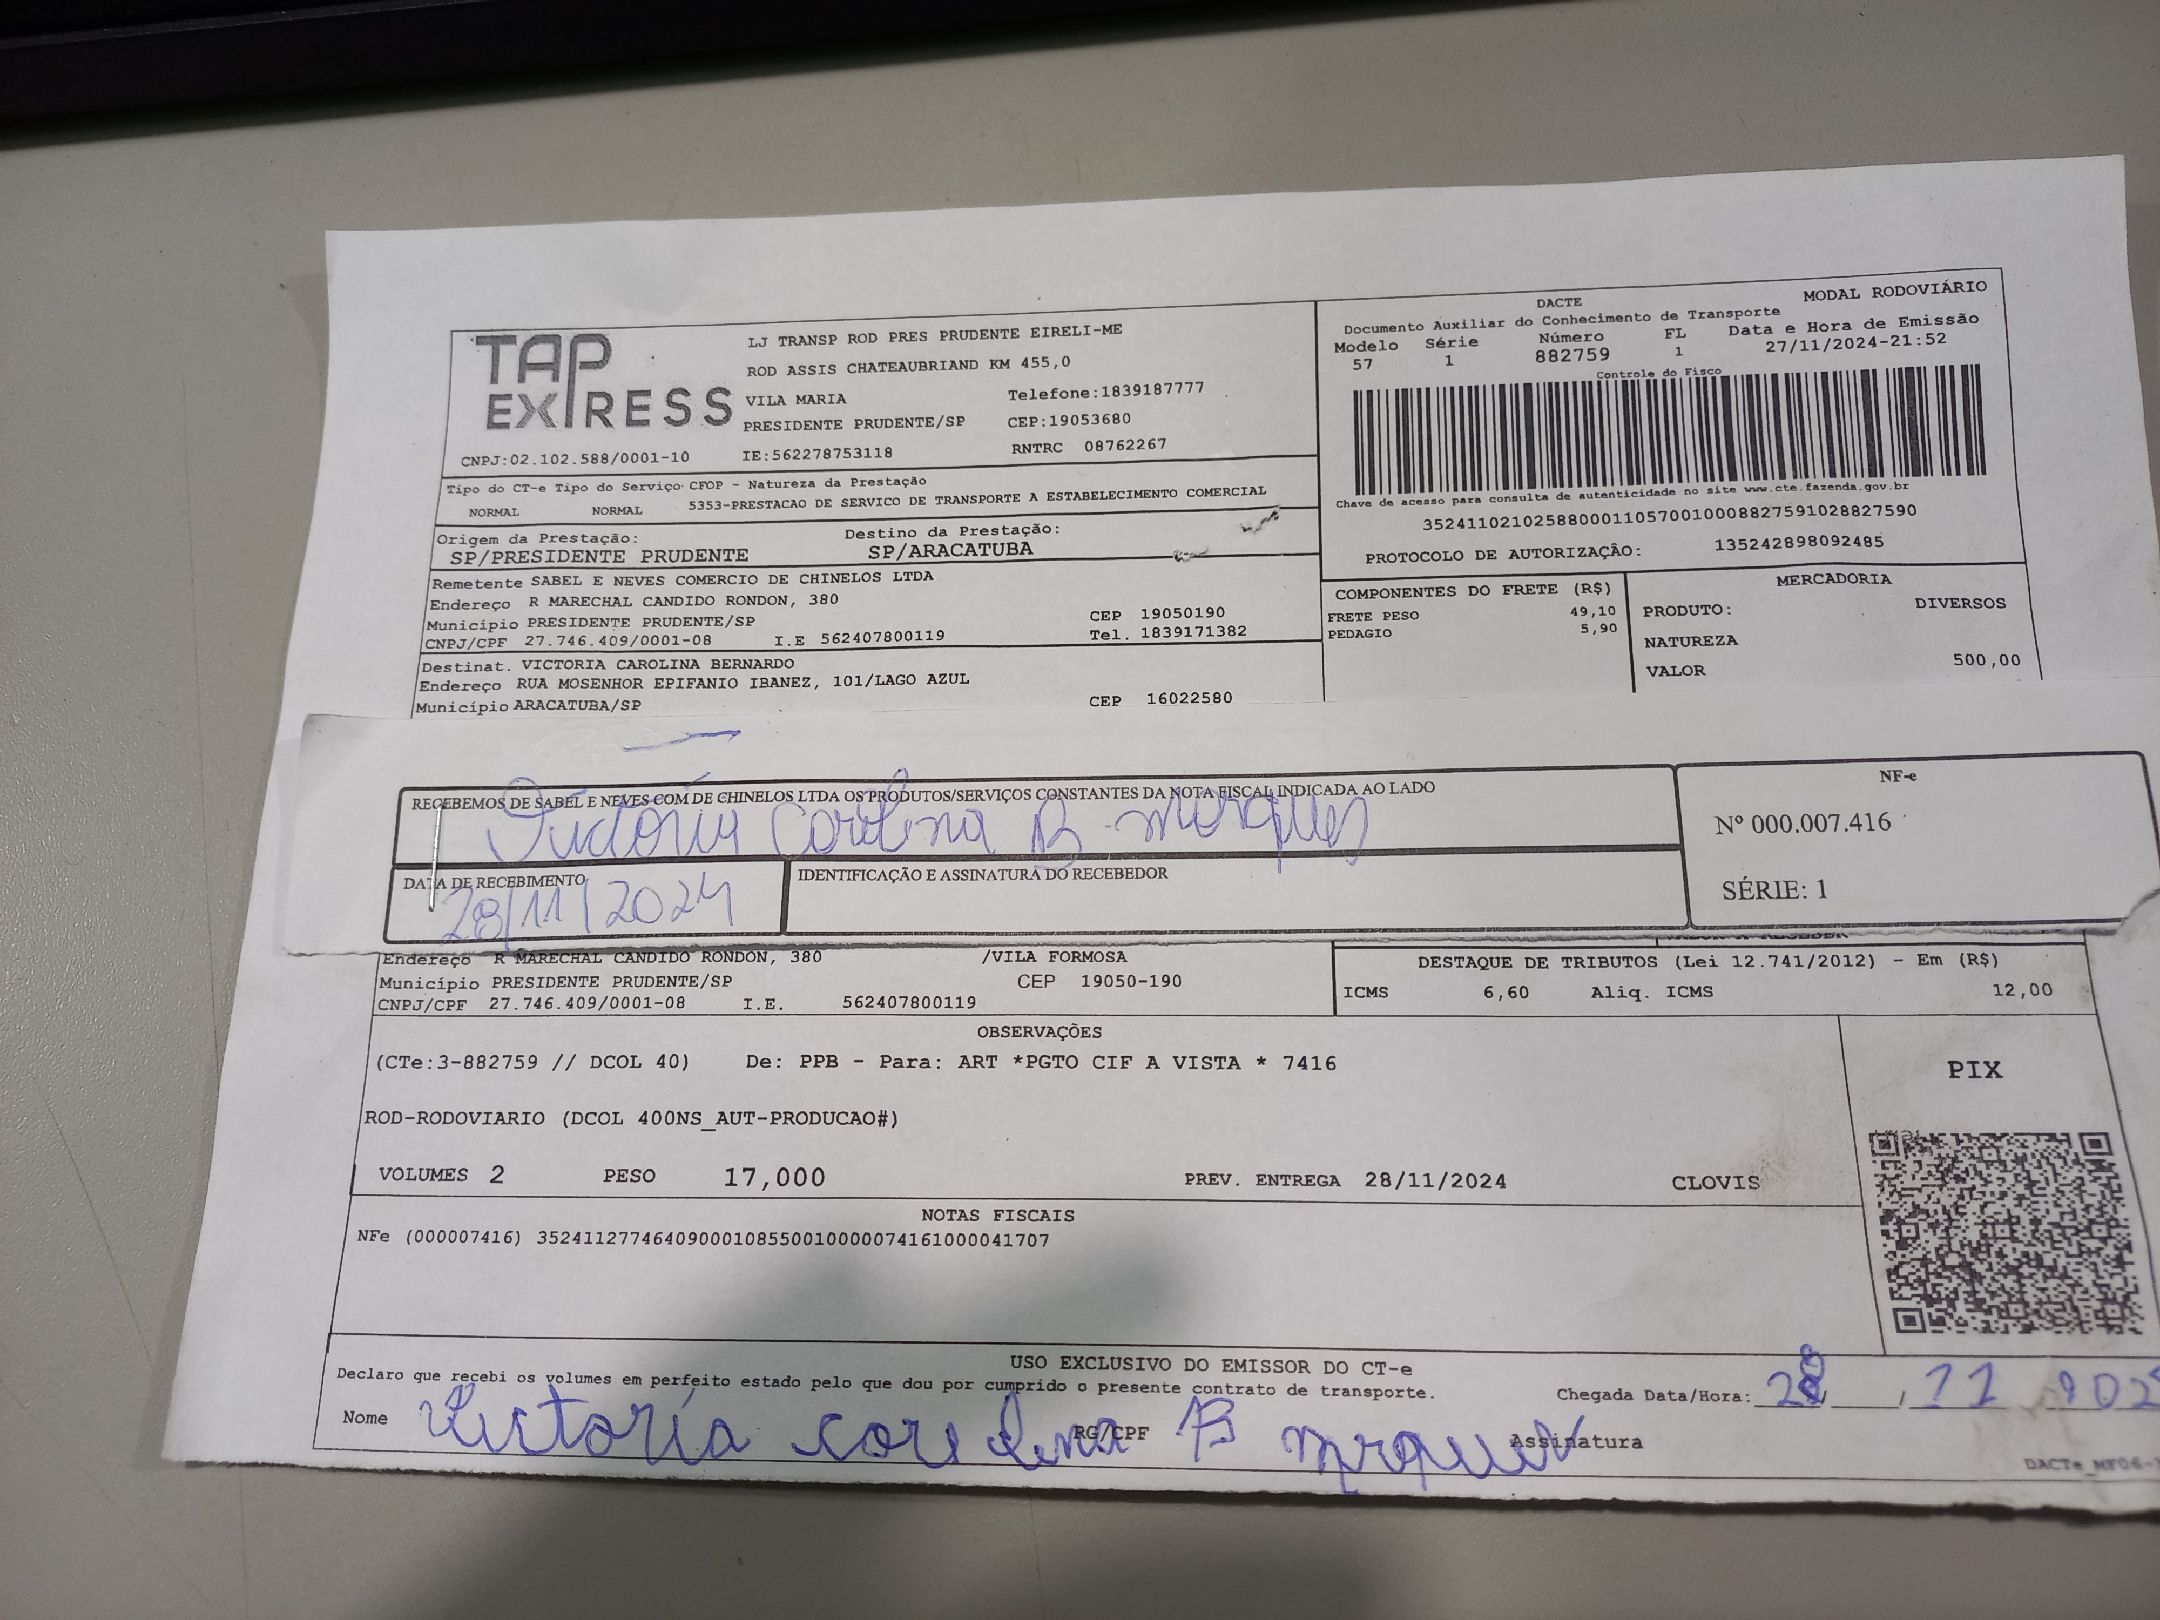 TAP EXPRESS
LJ TRANSP ROD PRES PRUDENTE EIRELI-ME
ROD ASSIS CHATEAUBRIAND KM 455,0
VILA MARIA Telefone:1839187777
PRESIDENTE PRUDENTE/SP CEP:19053680
CNPJ:02.102.588/0001-10 IE:562278753118 RNTRC 08762267
DACTE MODAL RODOVIÁRIO
Documento Auxiliar do Conhecimento de Transporte
Modelo Série Número FL Data e Hora de Emissão
57 1 882759 1 27/11/2024-21:52
Controle do Fisco
Chave de acesso para consulta de autenticidade no site www.cte.fazenda.gov.br
35241102102588000110570010008827591028827590
PROTOCOLO DE AUTORIZAÇÃO: 135242898092485
Tipo do CT-e Tipo do Serviço CFOP - Natureza da Prestação
NORMAL NORMAL 5353-PRESTACAO DE SERVICO DE TRANSPORTE A ESTABELECIMENTO COMERCIAL
Origem da Prestação: Destino da Prestação:
SP/PRESIDENTE PRUDENTE SP/ARACATUBA
Remetente SABEL E NEVES COMERCIO DE CHINELOS LTDA
Endereço R MARECHAL CANDIDO RONDON, 380
Município PRESIDENTE PRUDENTE/SP CEP 19050190
CNPJ/CPF 27.746.409/0001-08 I.E 562407800119 Tel. 1839171382
Destinat. VICTORIA CAROLINA BERNARDO
Endereço RUA MOSENHOR EPIFANIO IBANEZ, 101/LAGO AZUL
Município ARACATUBA/SP CEP 16022580
COMPONENTES DO FRETE (R$)
FRETE PESO 49,10
PEDAGIO 5,90
MERCADORIA
PRODUTO: DIVERSOS
NATUREZA
VALOR 500,00
RECEBEMOS DE SABEL E NEVES COM DE CHINELOS LTDA OS PRODUTOS/SERVIÇOS CONSTANTES DA NOTA FISCAL INDICADA AO LADO
Victória Carolina B Marques
DATA DE RECEBIMENTO IDENTIFICAÇÃO E ASSINATURA DO RECEBEDOR
28/11/2024
NF-e
Nº 000.007.416
SÉRIE: 1
Endereço R MARECHAL CANDIDO RONDON, 380 /VILA FORMOSA
Município PRESIDENTE PRUDENTE/SP CEP 19050-190
CNPJ/CPF 27.746.409/0001-08 I.E. 562407800119
DESTAQUE DE TRIBUTOS (Lei 12.741/2012) - Em (R$)
ICMS 6,60 Aliq. ICMS 12,00
OBSERVAÇÕES
(CTe:3-882759 // DCOL 40) De: PPB - Para: ART *PGTO CIF A VISTA * 7416
ROD-RODOVIARIO (DCOL 400NS_AUT-PRODUCAO#)
VOLUMES 2 PESO 17,000 PREV. ENTREGA 28/11/2024 CLOVIS
PIX
NOTAS FISCAIS
NFe (000007416) 35241127746409000108550010000074161000041707
USO EXCLUSIVO DO EMISSOR DO CT-e
Declaro que recebi os volumes em perfeito estado pelo que dou por cumprido o presente contrato de transporte.
Chegada Data/Hora: 28 / 11
Nome Victoría Carolina B Marques RG/CPF Assinatura